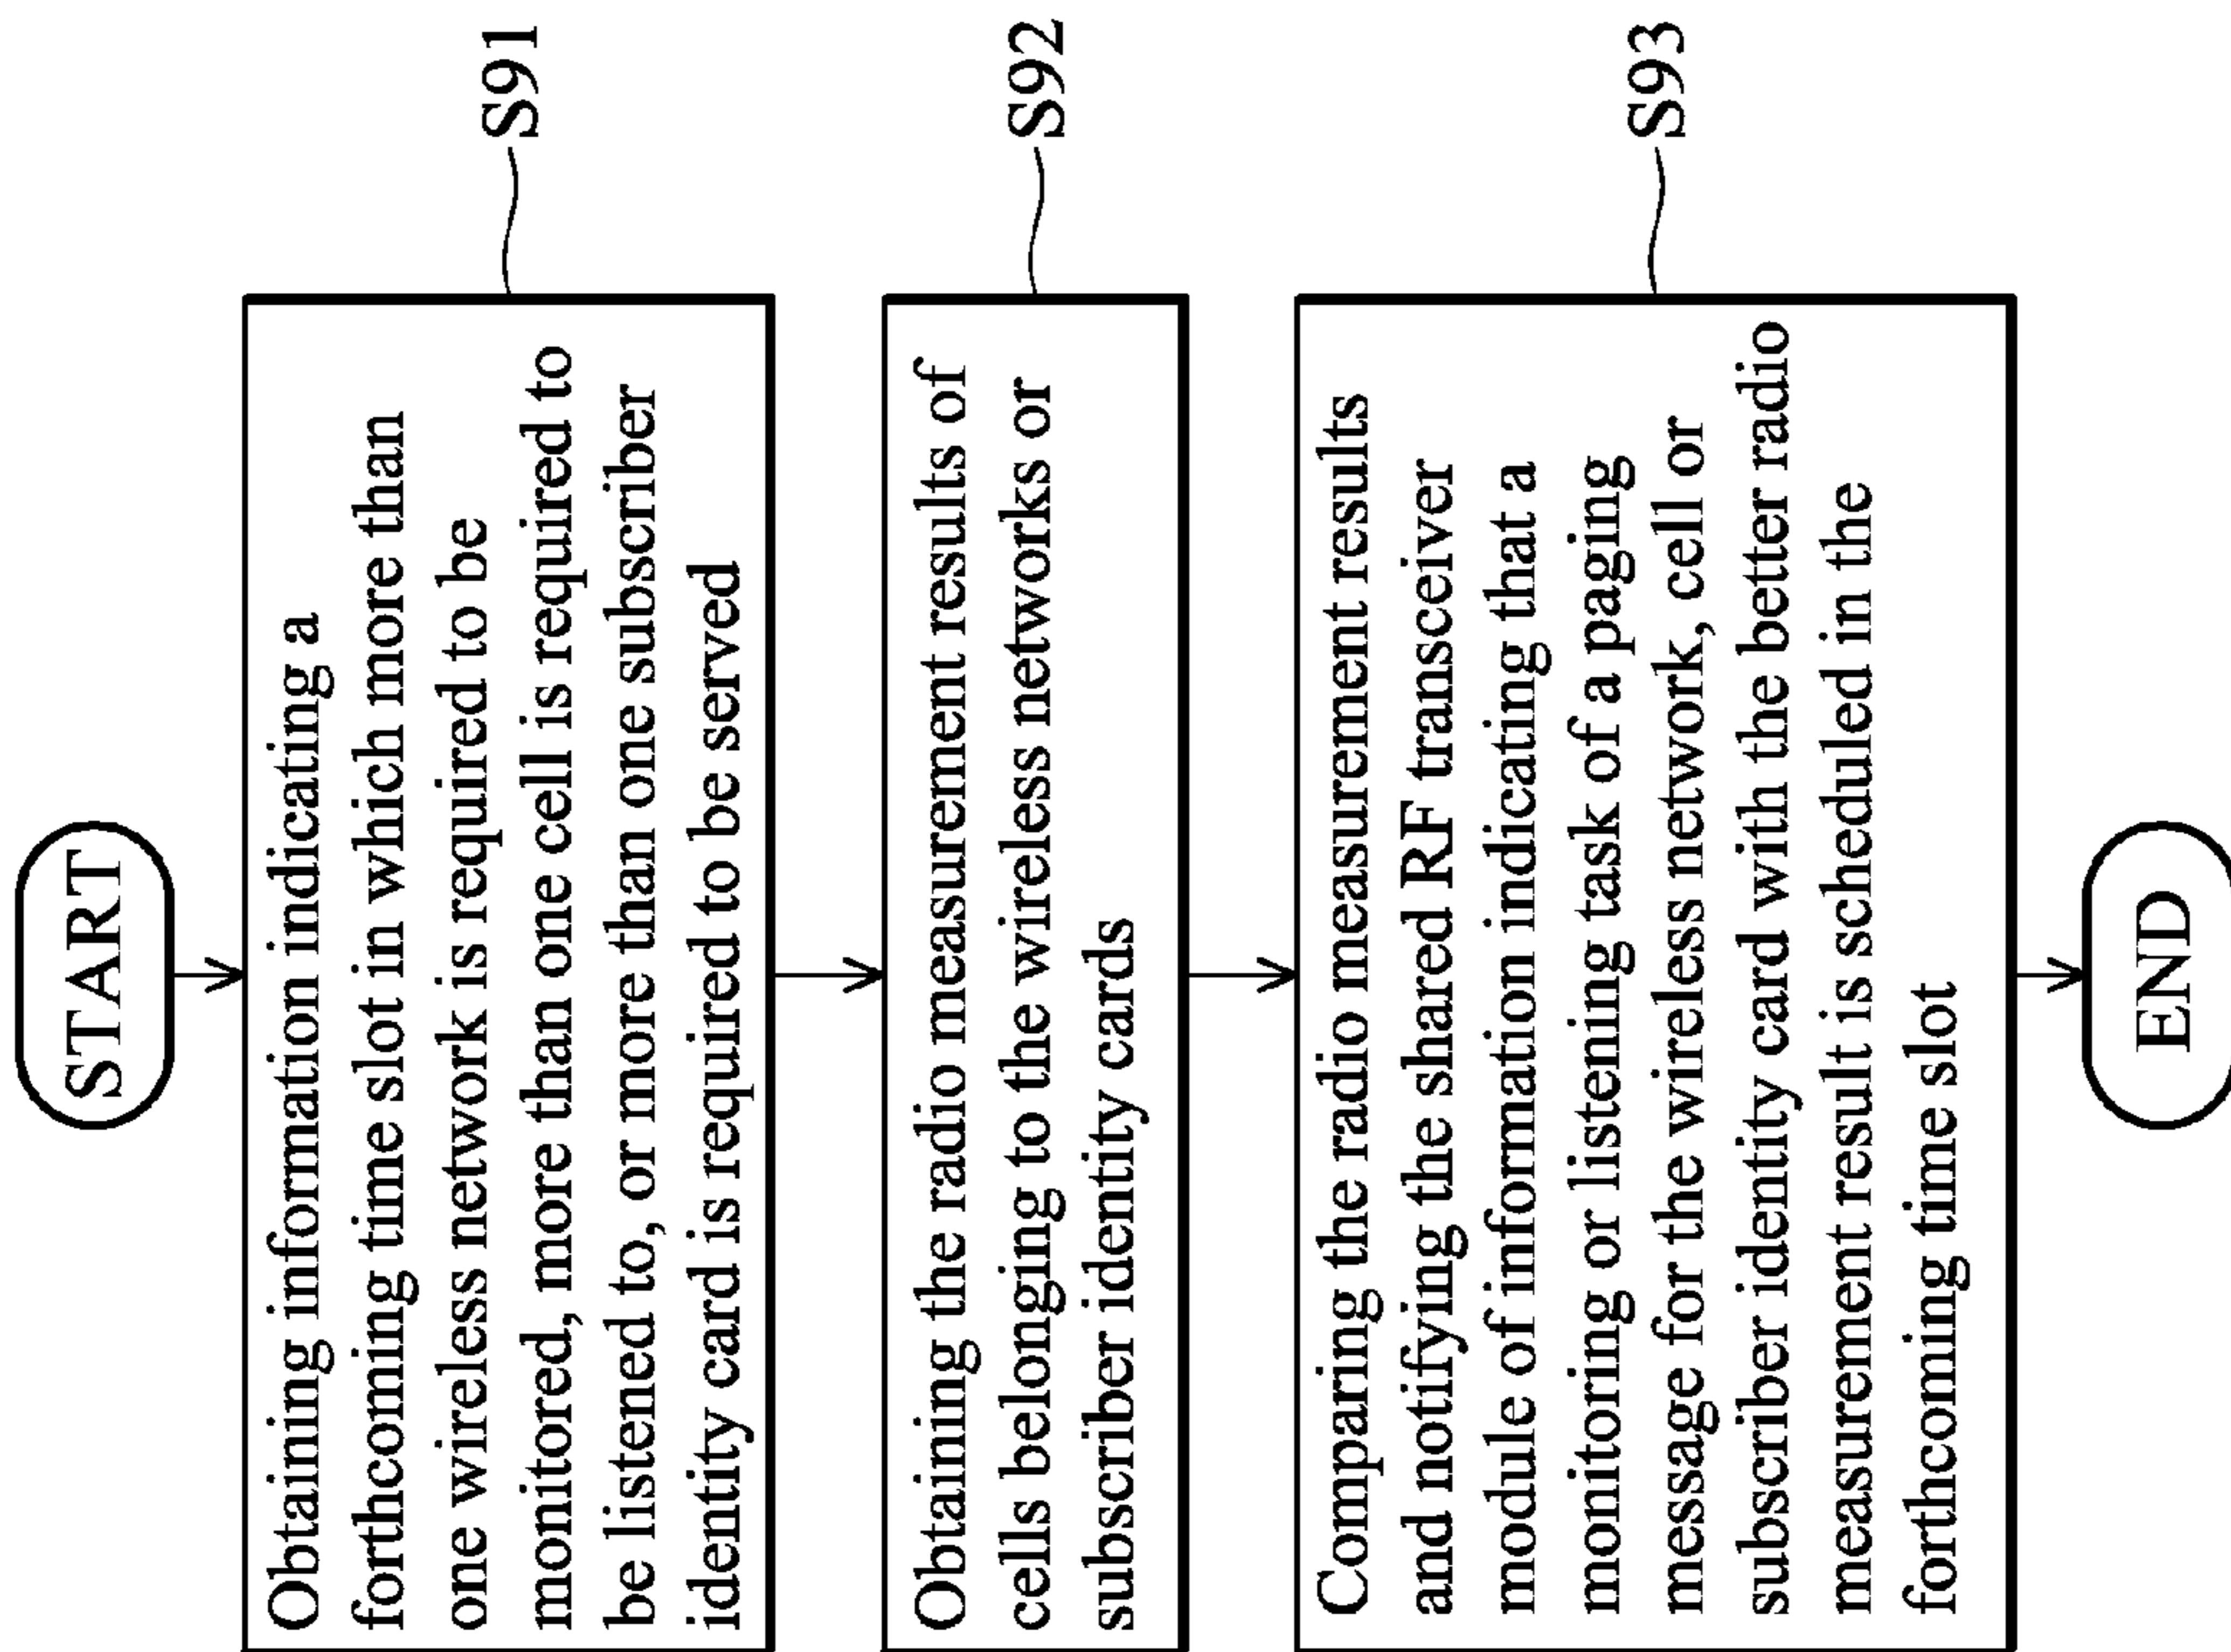 START
Obtaining information indicating a
forthcoming time slot in which more than
one wireless network is required to be
monitored, more than one cell is required to
be listened to, or more than one subscriber
identity card is required to be served
S91
Obtaining the radio measurement results of
cells belonging to the wireless networks or
subscriber identity cards
S92
Comparing the radio measurement results
and notifying the shared RF transceiver
module of information indicating that a
monitoring or listening task of a paging
message for the wireless network, cell or
subscriber identity card with the better radio
measurement result is scheduled in the
forthcoming time slot
S93
END